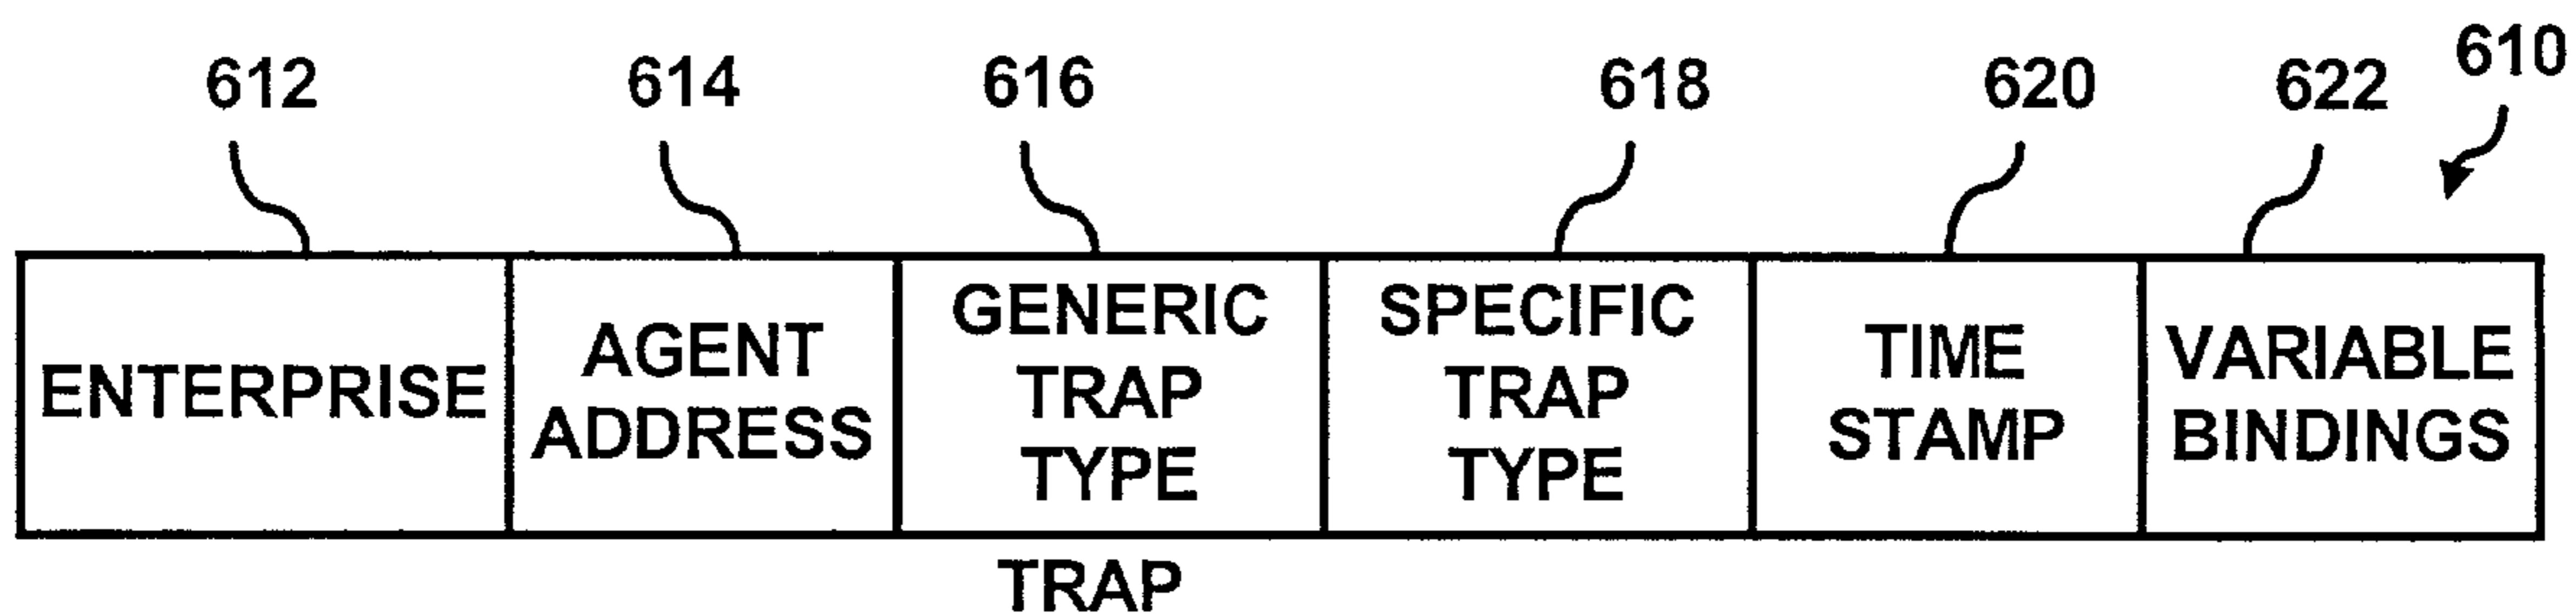 610
612 614 616 618 620 622
ENTERPRISE
AGENT
ADDRESS
GENERIC
TRAP
TYPE
SPECIFIC
TRAP
TYPE
TIME
STAMP
VARIABLE
BINDINGS
TRAP